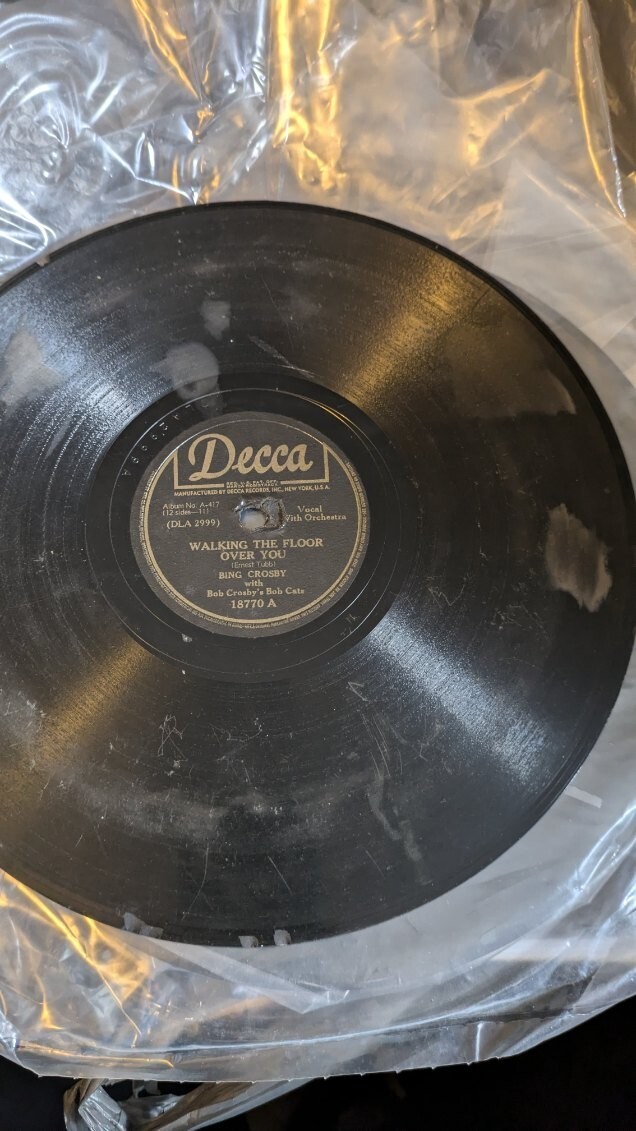 Decca
MANUFACTURED BY DECCA RECORDS, INC., NEW YORK, U.S.A.
Album No. A-417
(12 sides—11)
(DLA 2999)
Vocal
With Orchestra
WALKING THE FLOOR
OVER YOU
(Ernest Tubb)
BING CROSBY
with
Bob Crosby's Bob Cats
18770 A